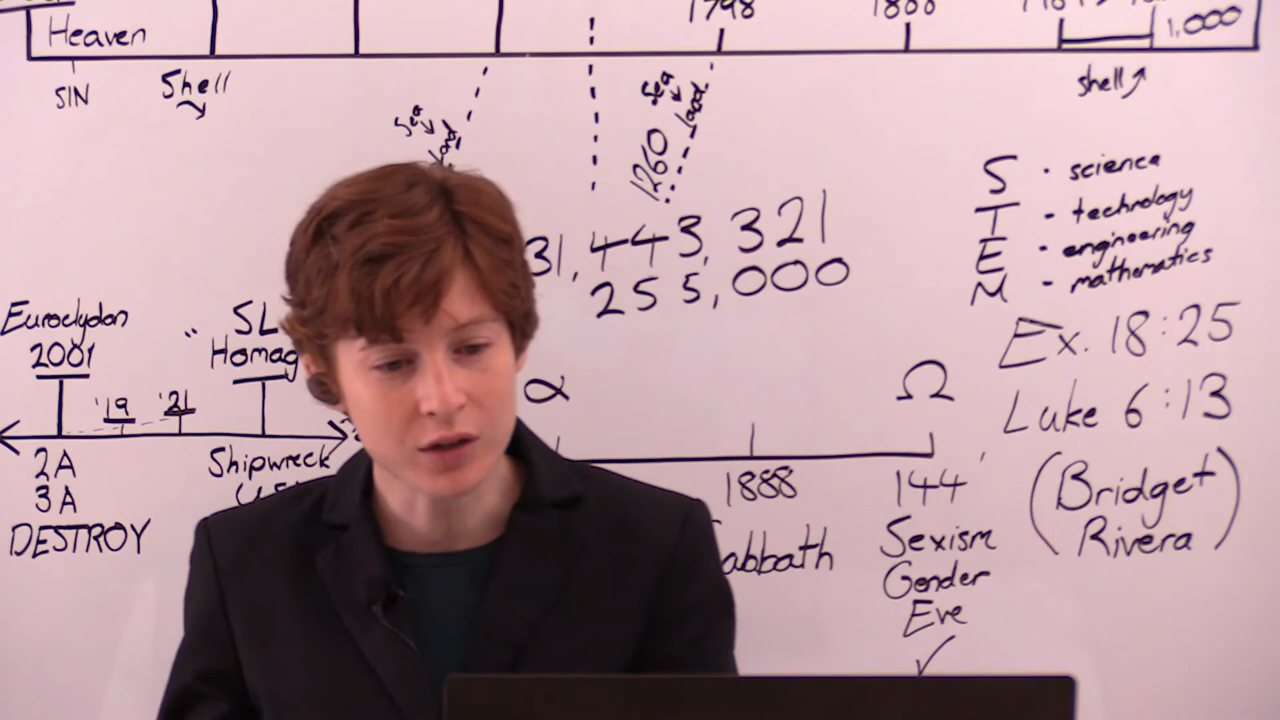 Heaven
1798
1888
1,000
SIN
Shell
Sea
land
Sea
land
1260
shell
31,443,321
255,000
S - science
T - technology
E - engineering
M - mathematics
Ex. 18:25
Luke 6:13
(Bridget
Rivera)
Euroclydon
2001
'19
'21
"SL
Homag
2A
3A
DESTROY
Shipwreck
α
Ω
1888
144
abbath
Sexism
Gender
Eve